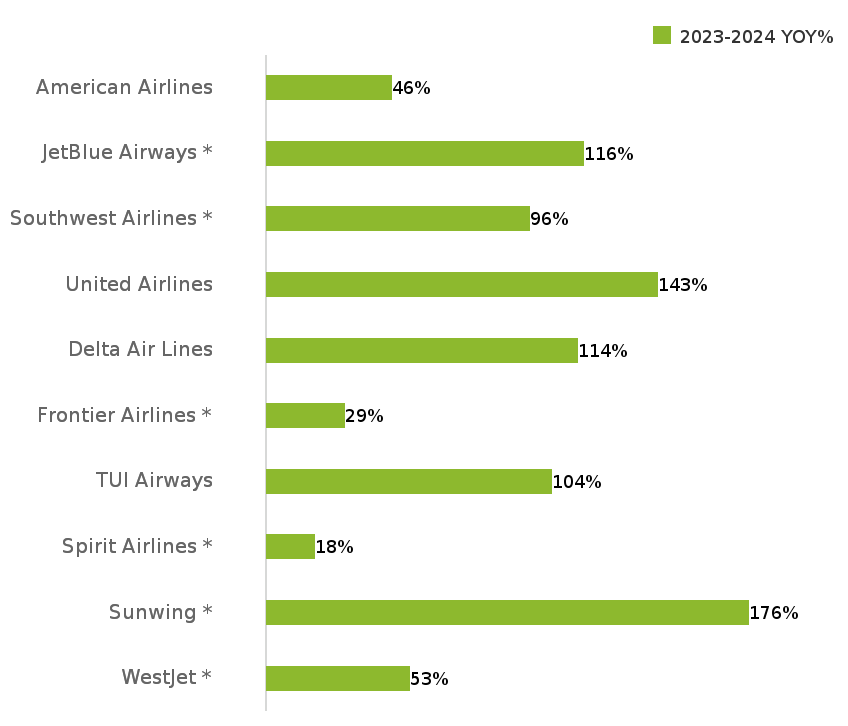 2023-2024 YOY%
American Airlines 46%
JetBlue Airways * 116%
Southwest Airlines * 96%
United Airlines 143%
Delta Air Lines 114%
Frontier Airlines * 29%
TUI Airways 104%
Spirit Airlines * 18%
Sunwing * 176%
WestJet * 53%